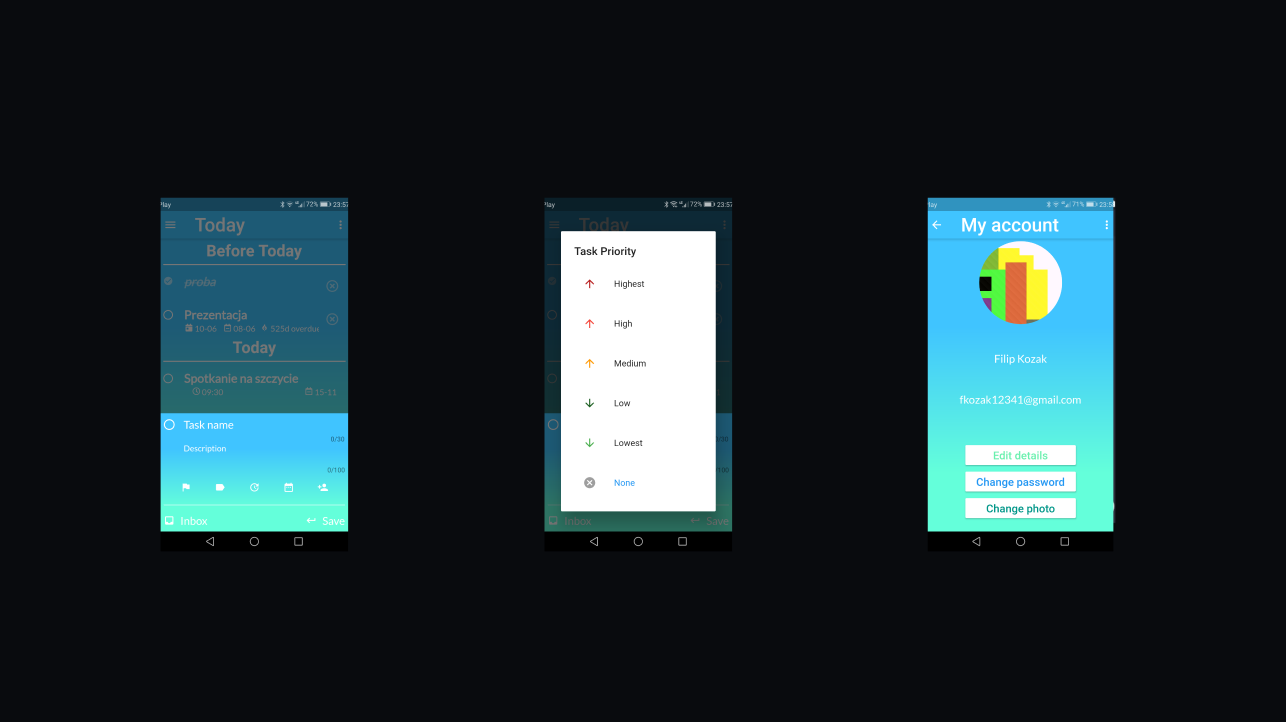 Play 72% 23:57
Today
Before Today
proba
Prezentacja
10-06 08-06 525d overdue
Today
Spotkanie na szczycie
09:30 15-11
Task name
0/30
Description
0/100
Inbox Save
Play 72% 23:57
Today
Task Priority
Highest
High
Medium
Low
Lowest
None
Inbox Save
Play 71% 23:5
My account
Filip Kozak
fkozak12341@gmail.com
Edit details
Change password
Change photo